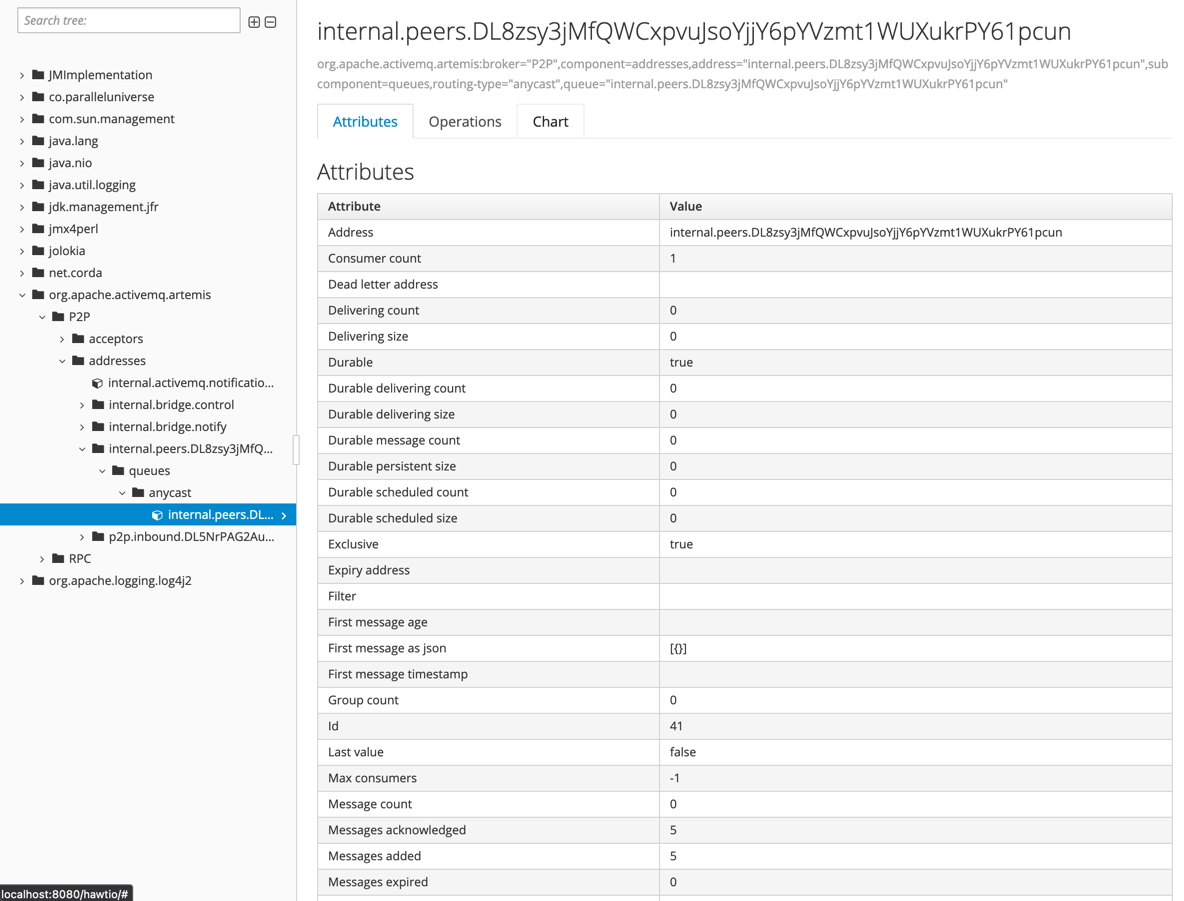 Search tree:
JMImplementation
co.paralleluniverse
com.sun.management
java.lang
java.nio
java.util.logging
jdk.management.jfr
jmx4perl
jolokia
net.corda
org.apache.activemq.artemis
P2P
acceptors
addresses
internal.activemq.notificatio...
internal.bridge.control
internal.bridge.notify
internal.peers.DL8zsy3jMfQ...
queues
anycast
internal.peers.DL...
p2p.inbound.DL5NrPAG2Au...
RPC
org.apache.logging.log4j2
localhost:8080/hawtio/#
internal.peers.DL8zsy3jMfQWCxpvuJsoYjjY6pYVzmt1WUXukrPY61pcun
org.apache.activemq.artemis:broker="P2P",component=addresses,address="internal.peers.DL8zsy3jMfQWCxpvuJsoYjjY6pYVzmt1WUXukrPY61pcun",sub
component=queues,routing-type="anycast",queue="internal.peers.DL8zsy3jMfQWCxpvuJsoYjjY6pYVzmt1WUXukrPY61pcun"
Attributes Operations Chart
Attributes
Attribute Value
Address internal.peers.DL8zsy3jMfQWCxpvuJsoYjjY6pYVzmt1WUXukrPY61pcun
Consumer count 1
Dead letter address
Delivering count 0
Delivering size 0
Durable true
Durable delivering count 0
Durable delivering size 0
Durable message count 0
Durable persistent size 0
Durable scheduled count 0
Durable scheduled size 0
Exclusive true
Expiry address
Filter
First message age
First message as json [{}]
First message timestamp
Group count 0
Id 41
Last value false
Max consumers -1
Message count 0
Messages acknowledged 5
Messages added 5
Messages expired 0